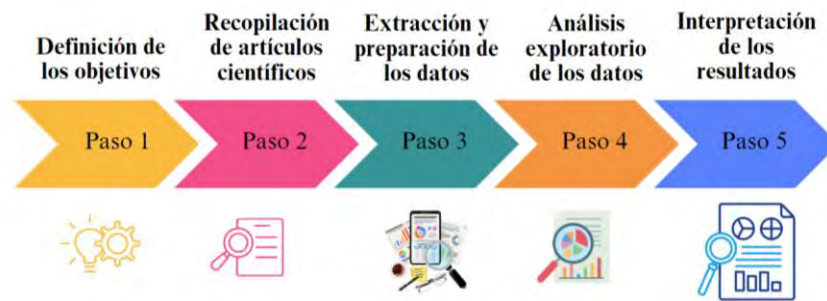 Definición de
los objetivos
Recopilación
de artículos
científicos
Extracción y
preparación de
los datos
Análisis
exploratorio
de los datos
Interpretación
de los
resultados
Paso 1
Paso 2
Paso 3
Paso 4
Paso 5